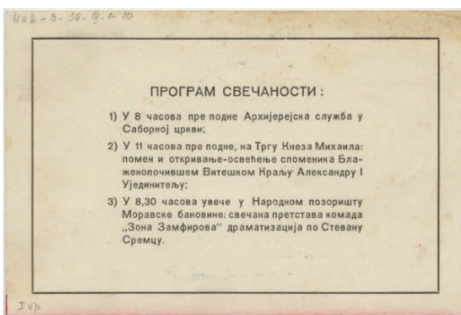 ПРОГРАМ СВЕЧАНОСТИ :
1) У 8 часова пре подне Архијерејска служба у
Саборној цркви;
2) У 11 часова пре подне, на Тргу Кнеза Михаила:
помен и откривање-освећење споменика Бла-
женопочившем Витешком Краљу Александру I
Ујединитељу;
3) У 8,30 часова увече у Народном позоришту
Моравске бановине: свечана претстава комада
„Зона Замфирова“ драматизација по Стевану
Сремцу.